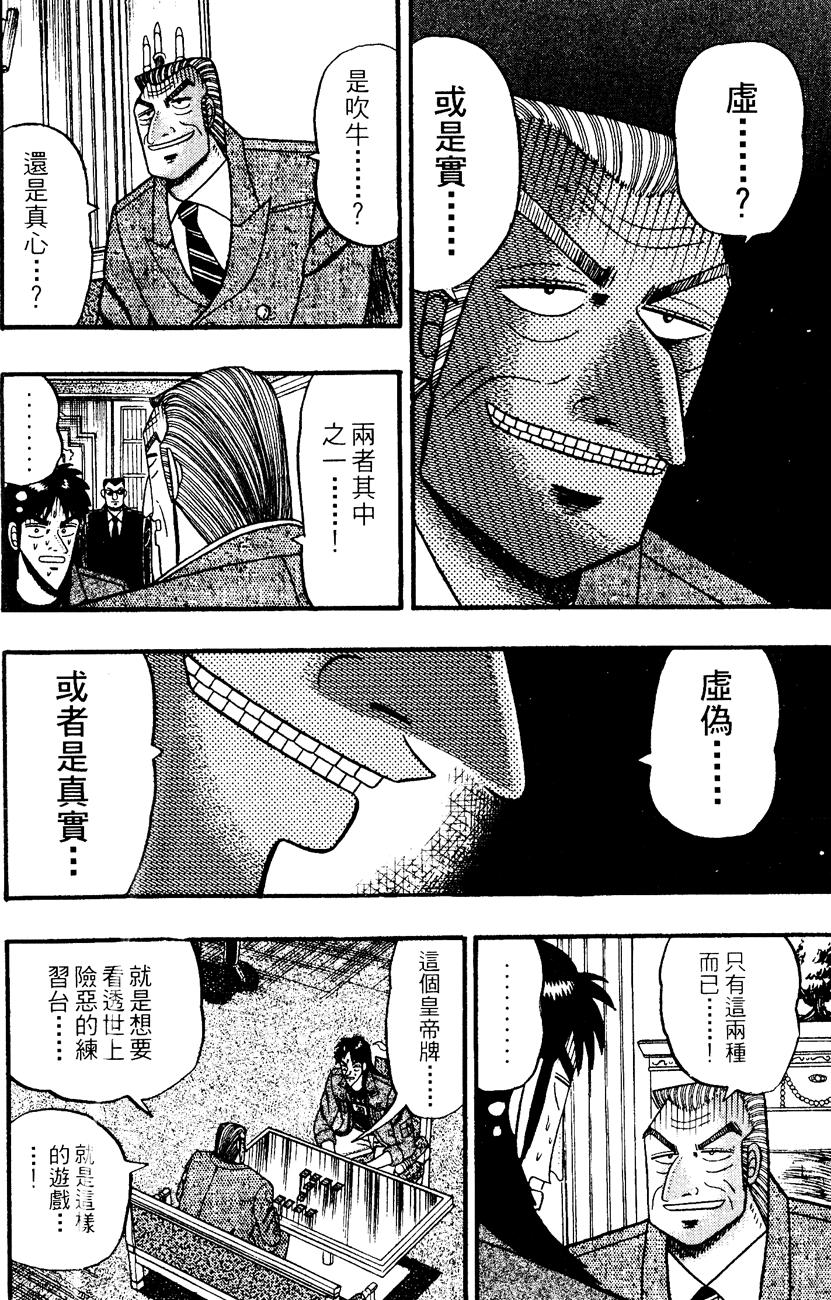 虛……？
或是實……
是吹牛……？
還是真心…？
兩者其中
之一……！
……
虛偽……
或者是真實…
只有這兩種
而已……！
……
這個皇帝牌……
就是想要
看透世上
險惡的練
習台……
就是這樣
的遊戲…
…！